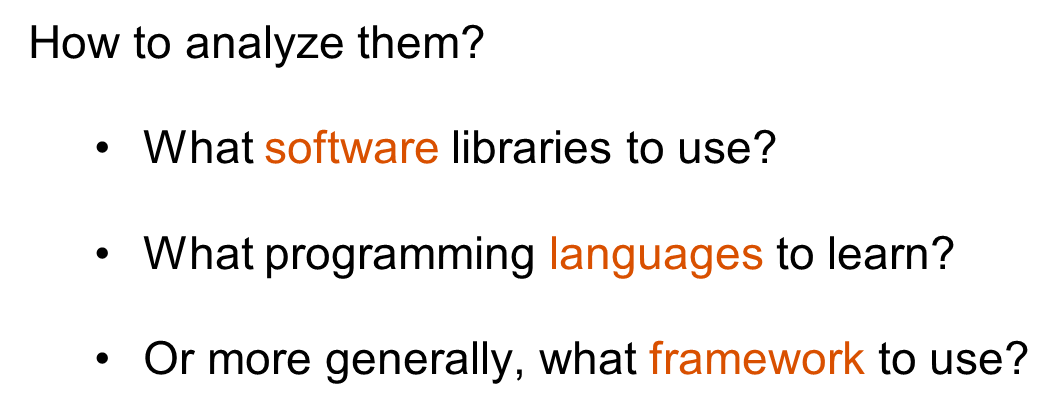 How to analyze them?
• What software libraries to use?
• What programming languages to learn?
• Or more generally, what framework to use?